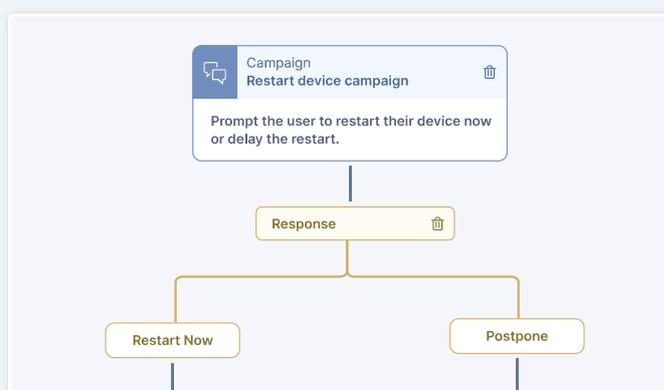 Campaign
Restart device campaign
Prompt the user to restart their device now
or delay the restart.
Response
Restart Now
Postpone